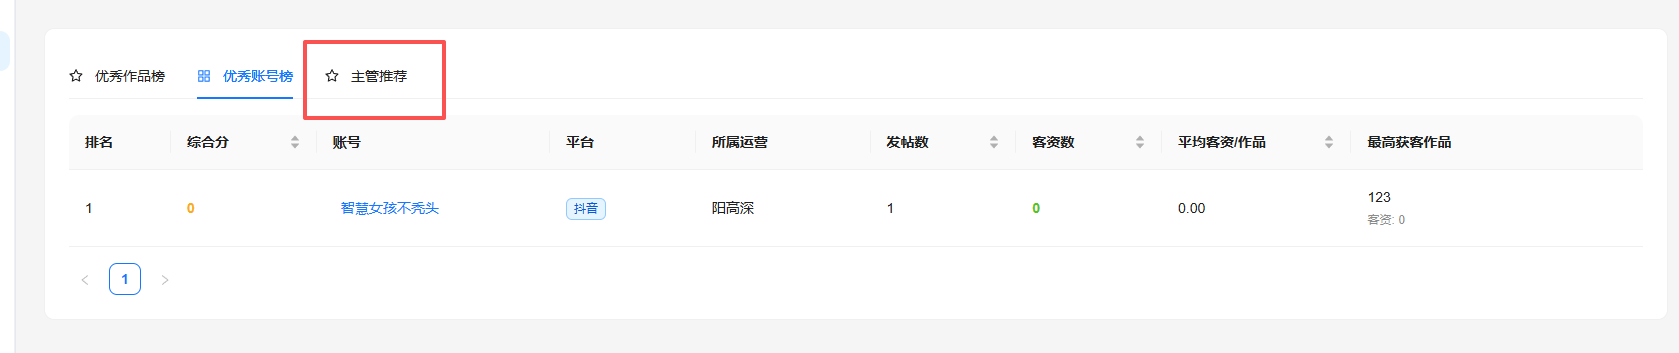 优秀作品榜 优秀账号榜 主管推荐
排名 综合分 账号 平台 所属运营 发帖数 客资数 平均客资/作品 最高获客作品
1 0 智慧女孩不秃头 抖音 阳高深 1 0 0.00 123
客资: 0
1